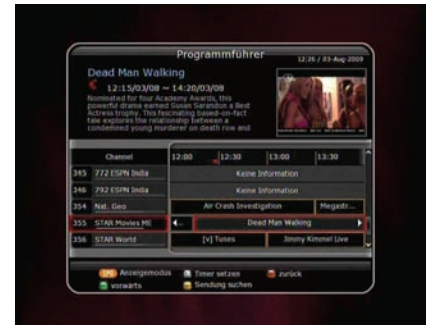 Programmführer
12:35 / 03-Aug-2009
Dead Man Walking
12:15/03/08 ~ 14:20/03/08
Nominated for four Academy Awards, this
powerful drama earned Susan Sarandon a Best
Actress trophy. This fascinating based-on-fact
tale explores the relationship between a
condemned young murderer on death row and
Channel 12:00 12:30 13:00 13:30
345 772 ESPN India Keine Information
346 792 ESPN India Keine Information
354 Nat. Geo Air Crash Investigation Megastr...
355 STAR Movies ME ... Dead Man Walking
356 STAR World [V] Tunes Jimmy Kimmel Live
EPG Anzeigemodus Timer setzen zurück
vorwärts Sendung suchen